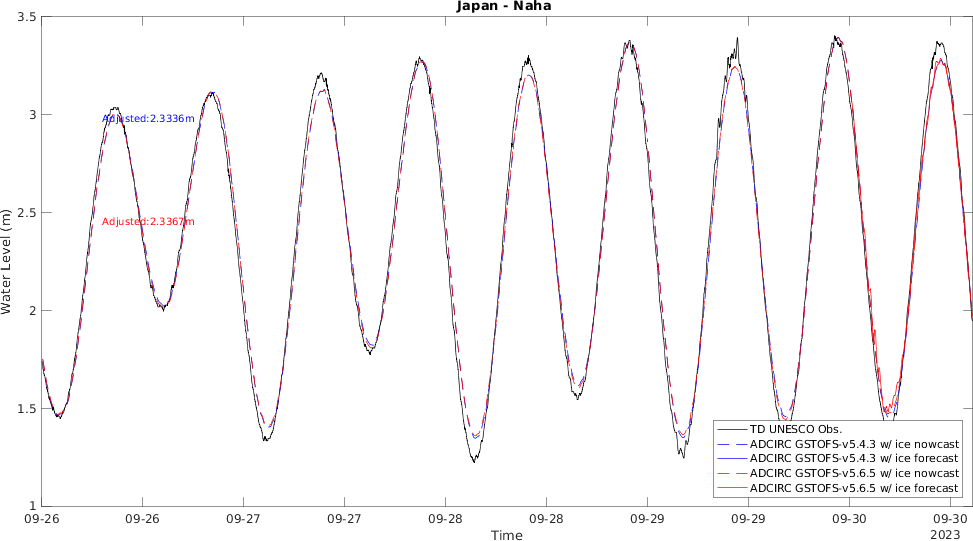 Japan - Naha
3.5
3
2.5
2
1.5
1
Water Level (m)
Adjusted:2.3336m
Adjusted:2.3367m
TD UNESCO Obs.
ADCIRC GSTOFS-v5.4.3 w/ ice nowcast
ADCIRC GSTOFS-v5.4.3 w/ ice forecast
ADCIRC GSTOFS-v5.6.5 w/ ice nowcast
ADCIRC GSTOFS-v5.6.5 w/ ice forecast
09-26 09-26 09-27 09-27 09-28 09-28 09-29 09-29 09-30 09-30
2023
Time